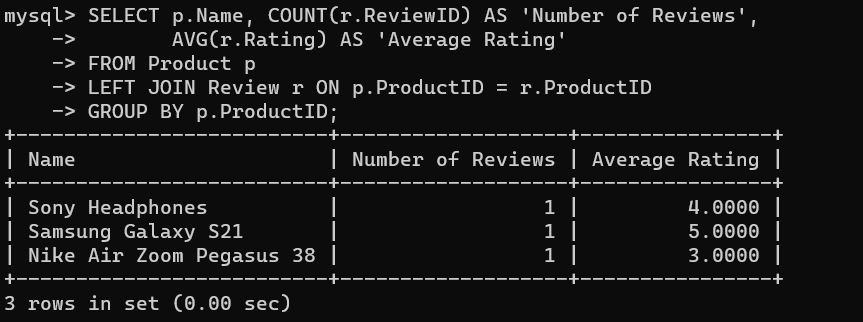 mysql> SELECT p.Name, COUNT(r.ReviewID) AS 'Number of Reviews',
    ->        AVG(r.Rating) AS 'Average Rating'
    -> FROM Product p
    -> LEFT JOIN Review r ON p.ProductID = r.ProductID
    -> GROUP BY p.ProductID;
+--------------------------+-------------------+----------------+
| Name                     | Number of Reviews | Average Rating |
+--------------------------+-------------------+----------------+
| Sony Headphones          |                 1 |         4.0000 |
| Samsung Galaxy S21       |                 1 |         5.0000 |
| Nike Air Zoom Pegasus 38 |                 1 |         3.0000 |
+--------------------------+-------------------+----------------+
3 rows in set (0.00 sec)